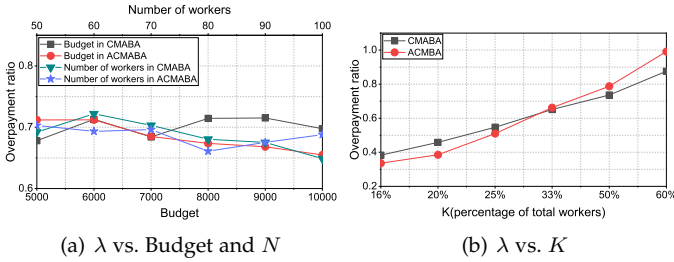 Number of workers
50 60 70 80 90 100
Budget in CMABA
Budget in ACMABA
Number of workers in CMABA
Number of workers in ACMABA
Overpayment ratio
0.8
0.7
0.6
5000 6000 7000 8000 9000 10000
Budget
(a) λ vs. Budget and N
CMABA
ACMBA
Overpayment ratio
1.0
0.8
0.6
0.4
0.2
16% 20% 25% 33% 50% 60%
K(percentage of total workers)
(b) λ vs. K